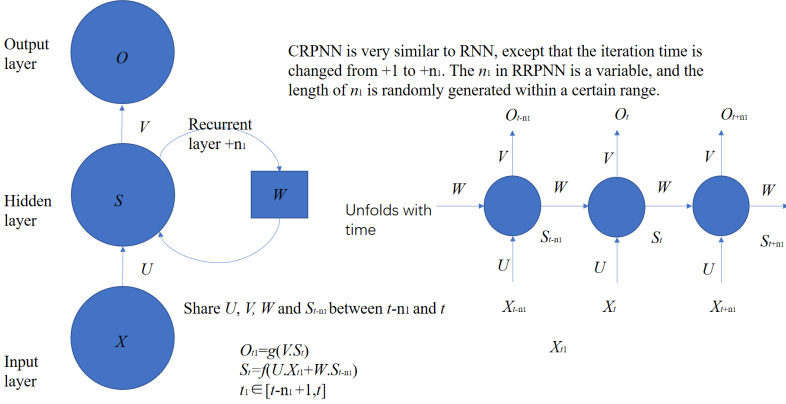 Output
layer
O
V
Recurrent
layer +n₁
Hidden
layer
S
W
U
Input
layer
X
CRPNN is very similar to RNN, except that the iteration time is
changed from +1 to +n₁. The n₁ in RRPNN is a variable, and the
length of n₁ is randomly generated within a certain range.
Oₜ₋ₙ₁ Oₜ Oₜ₊ₙ₁
V V V
W W W W
Unfolds with
time
Sₜ₋ₙ₁ Sₜ Sₜ₊ₙ₁
U U U
Xₜ₋ₙ₁ Xₜ Xₜ₊ₙ₁
Xₜ₁
Share U, V, W and Sₜ₋ₙ₁ between t-n₁ and t
Oₜ₁=g(V.Sₜ)
Sₜ=f(U.Xₜ₁+W.Sₜ₋ₙ₁)
t₁∈[t-n₁+1,t]